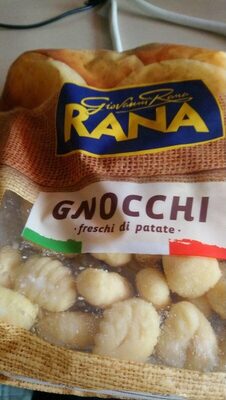 Giovanni Rana
RANA
GNOCCHI
·freschi di patate·